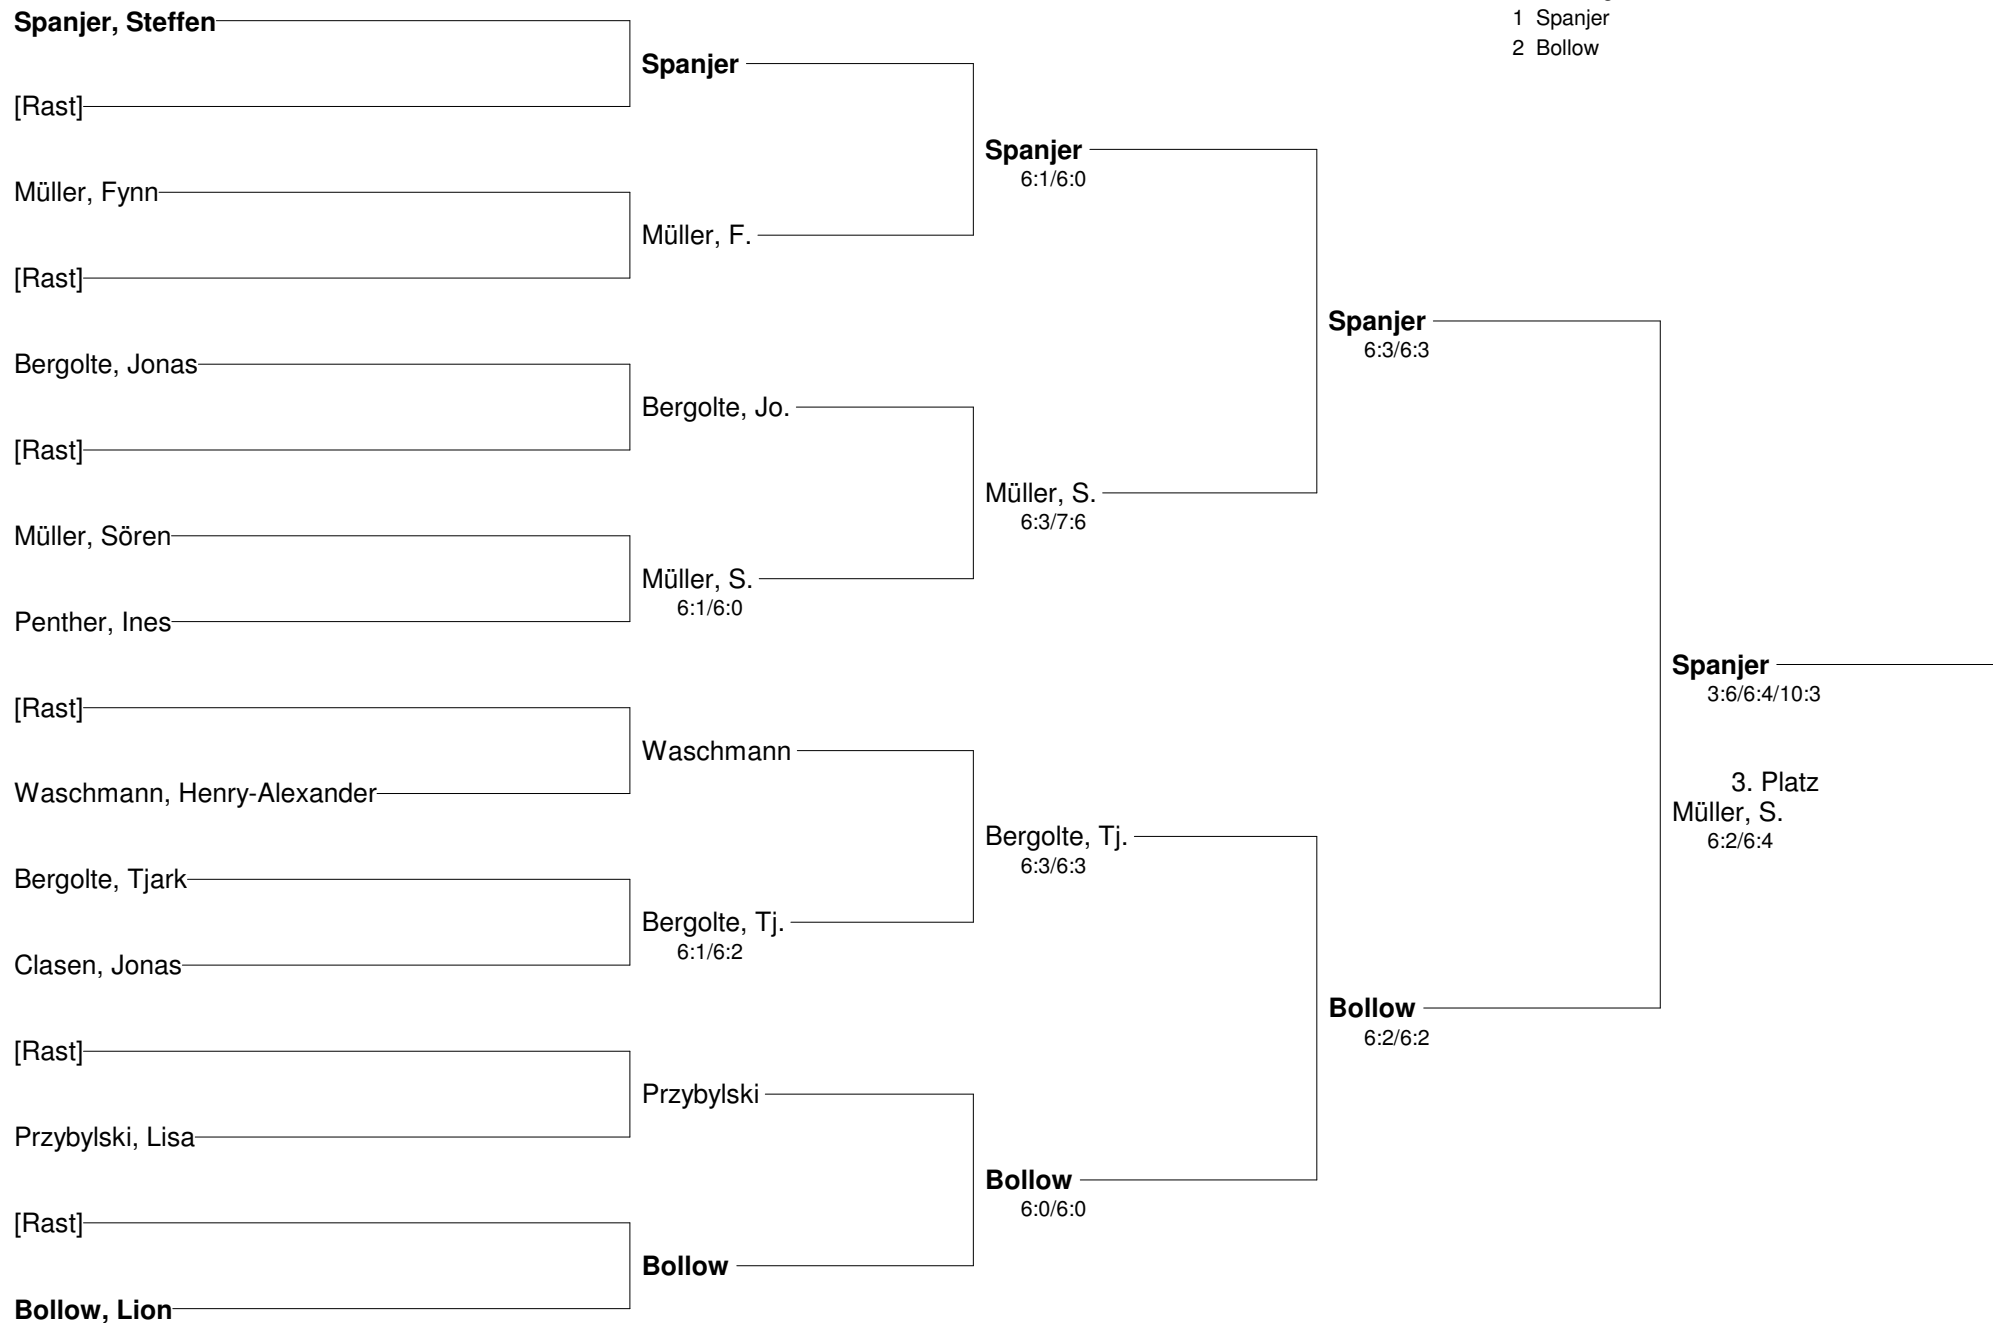 1 Spanjer
2 Bollow
Spanjer, Steffen
[Rast]
Müller, Fynn
[Rast]
Bergolte, Jonas
[Rast]
Müller, Sören
Penther, Ines
[Rast]
Waschmann, Henry-Alexander
Bergolte, Tjark
Clasen, Jonas
[Rast]
Przybylski, Lisa
[Rast]
Bollow, Lion
Spanjer
Müller, F.
Bergolte, Jo.
Müller, S.
6:1/6:0
Waschmann
Bergolte, Tj.
6:1/6:2
Przybylski
Bollow
Spanjer
6:1/6:0
Müller, S.
6:3/7:6
Bergolte, Tj.
6:3/6:3
Bollow
6:0/6:0
Spanjer
6:3/6:3
Bollow
6:2/6:2
Spanjer
3:6/6:4/10:3
3. Platz
Müller, S.
6:2/6:4